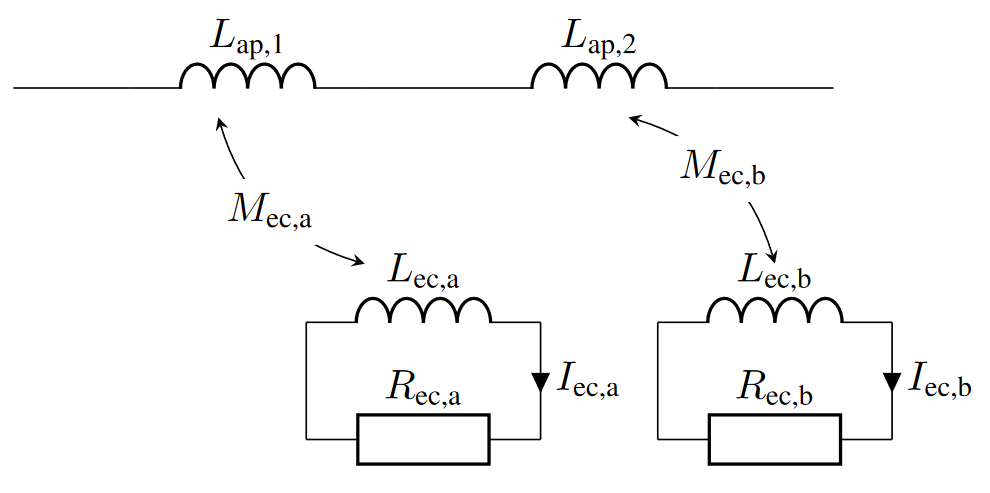 L_ap,1
L_ap,2
M_ec,a
M_ec,b
L_ec,a
L_ec,b
R_ec,a
I_ec,a
R_ec,b
I_ec,b